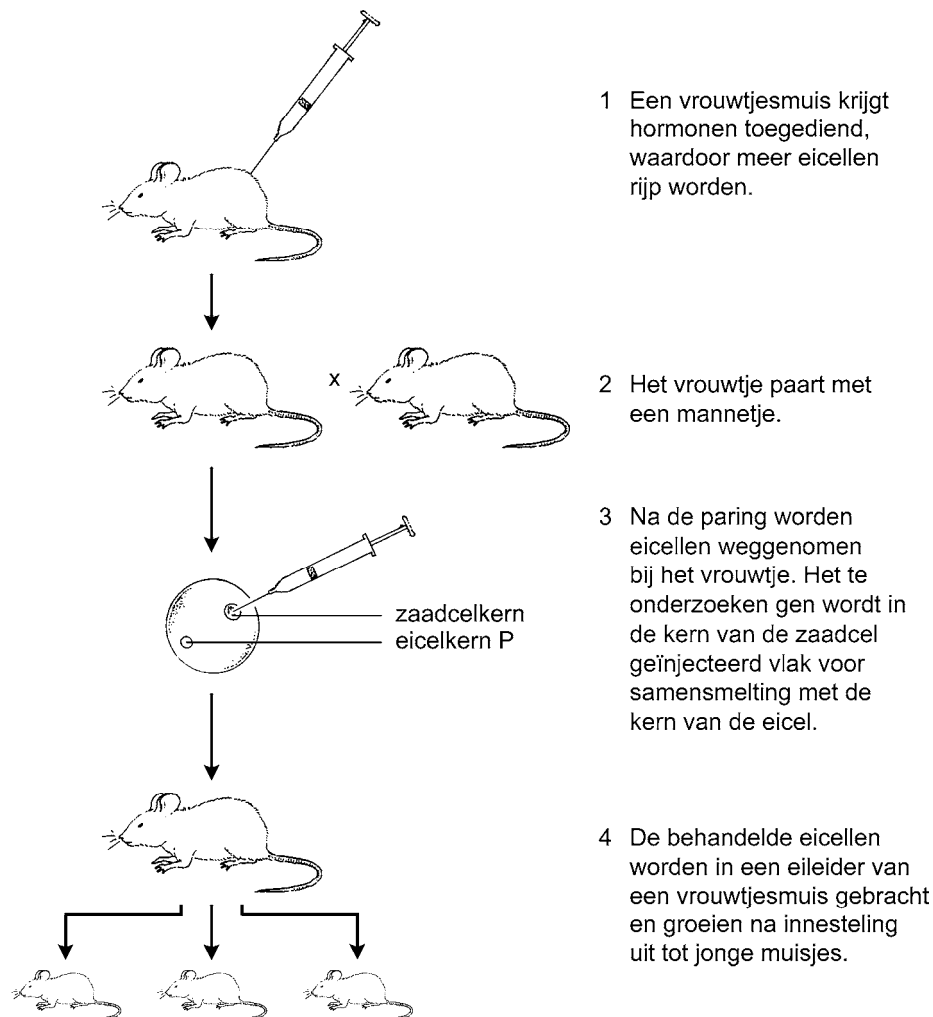 1 Een vrouwtjesmuis krijgt
hormonen toegediend,
waardoor meer eicellen
rijp worden.
x
2 Het vrouwtje paart met
een mannetje.
3 Na de paring worden
eicellen weggenomen
bij het vrouwtje. Het te
onderzoeken gen wordt in
de kern van de zaadcel
geïnjecteerd vlak voor
samensmelting met de
kern van de eicel.
zaadcelkern
eicelkern P
4 De behandelde eicellen
worden in een eileider van
een vrouwtjesmuis gebracht
en groeien na innesteling
uit tot jonge muisjes.